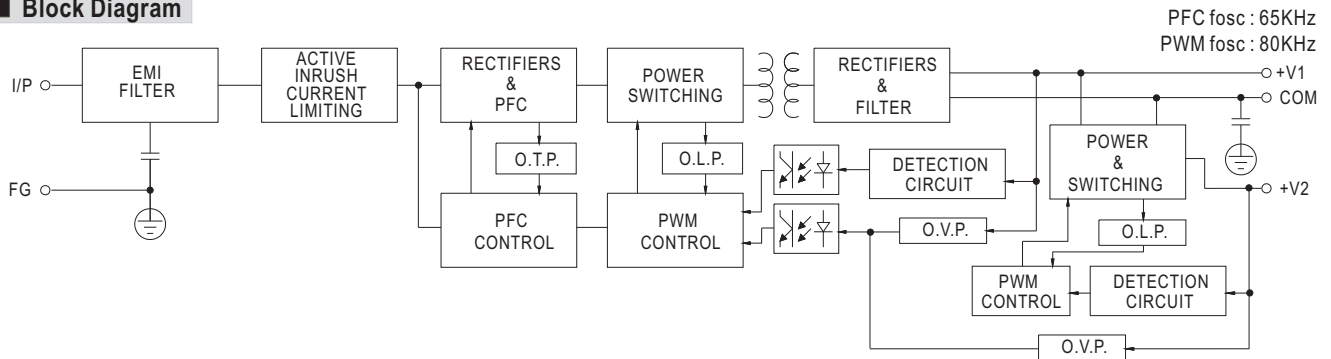 Block Diagram
PFC fosc : 65KHz
PWM fosc : 80KHz
I/P
EMI
FILTER
ACTIVE
INRUSH
CURRENT
LIMITING
RECTIFIERS
&
PFC
POWER
SWITCHING
RECTIFIERS
&
FILTER
+V1
COM
O.T.P.
O.L.P.
DETECTION
CIRCUIT
POWER
&
SWITCHING
FG
+V2
PFC
CONTROL
PWM
CONTROL
O.V.P.
O.L.P.
PWM
CONTROL
DETECTION
CIRCUIT
O.V.P.